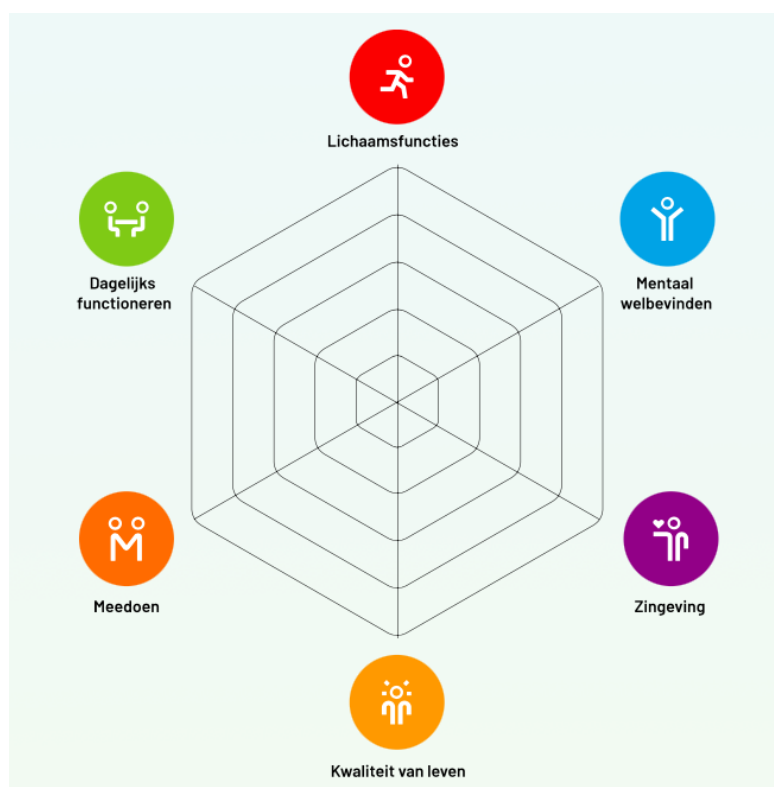 Lichaamsfuncties
Dagelijks
functioneren
Mentaal
welbevinden
Meedoen
Zingeving
Kwaliteit van leven